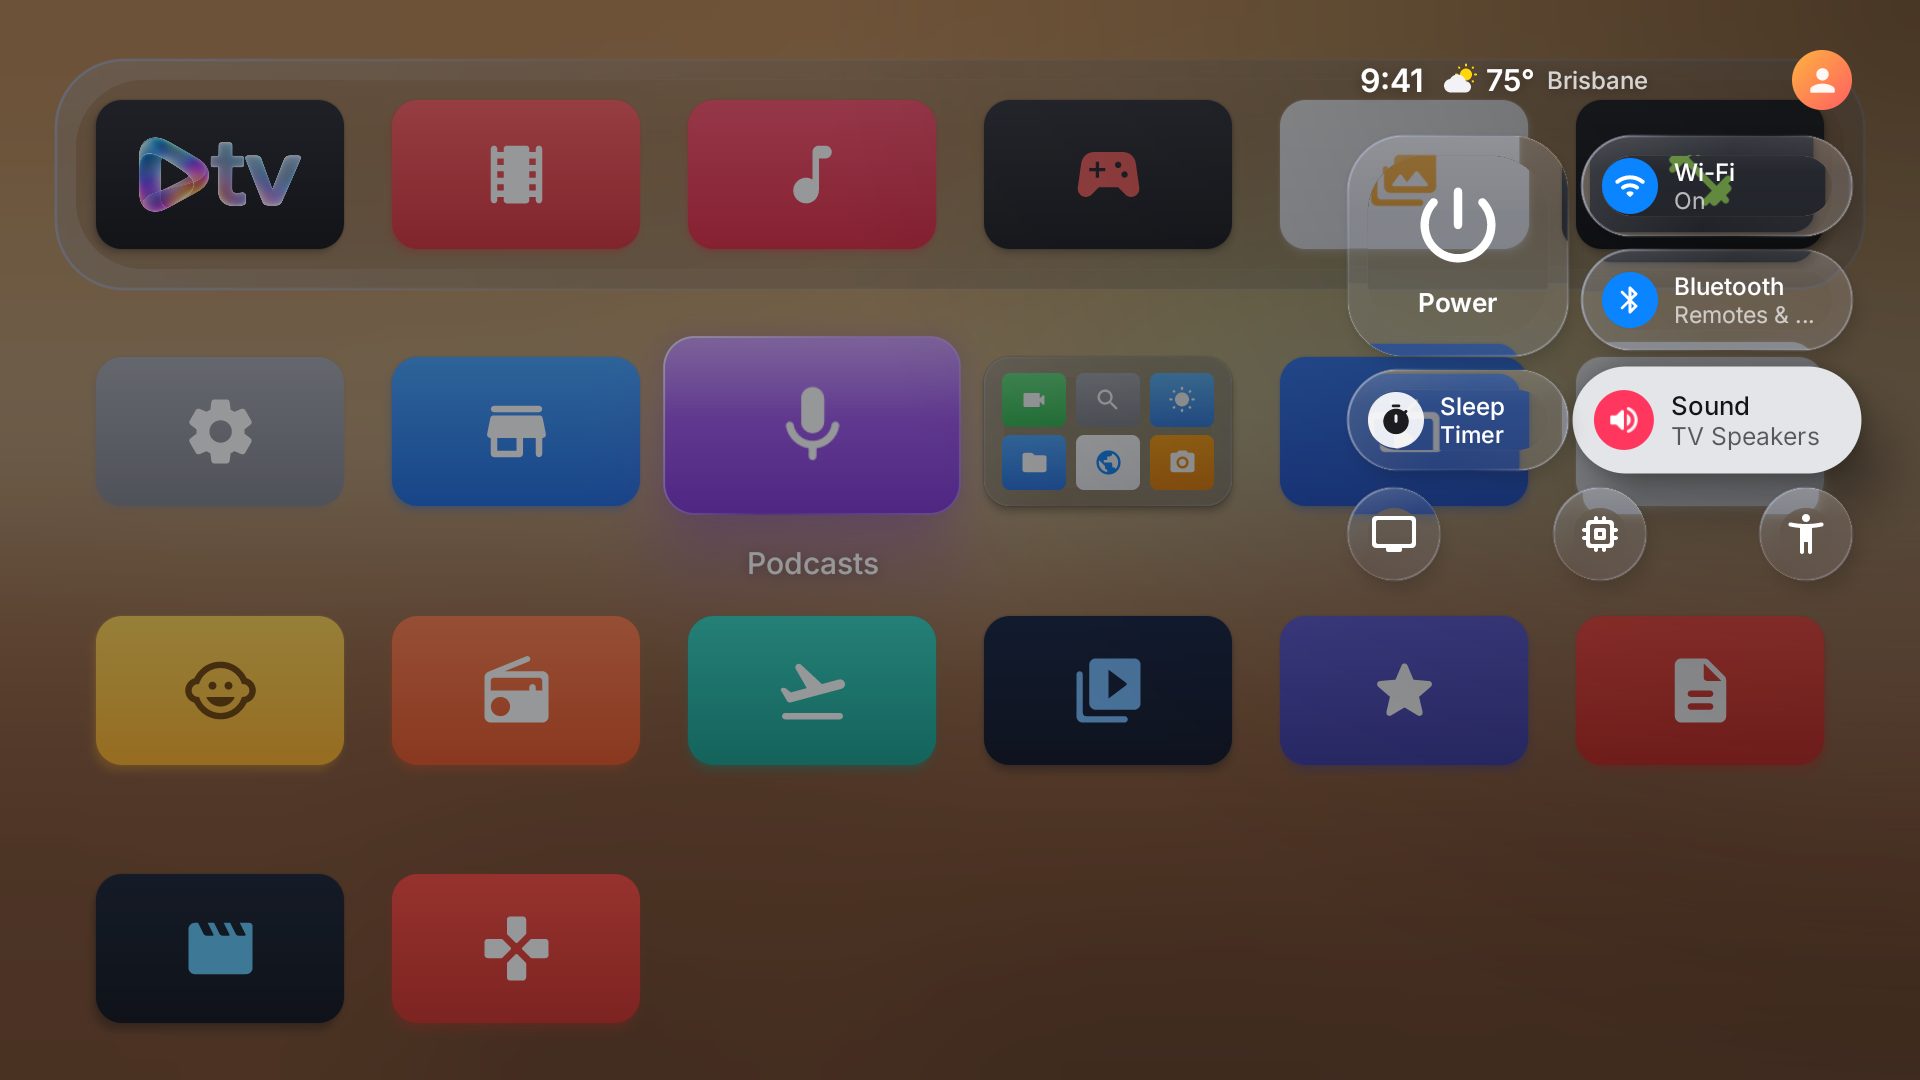 9:41 75° Brisbane
tv
Power
Wi-Fi
On
Bluetooth
Remotes & ...
Sleep
Timer
Sound
TV Speakers
Podcasts